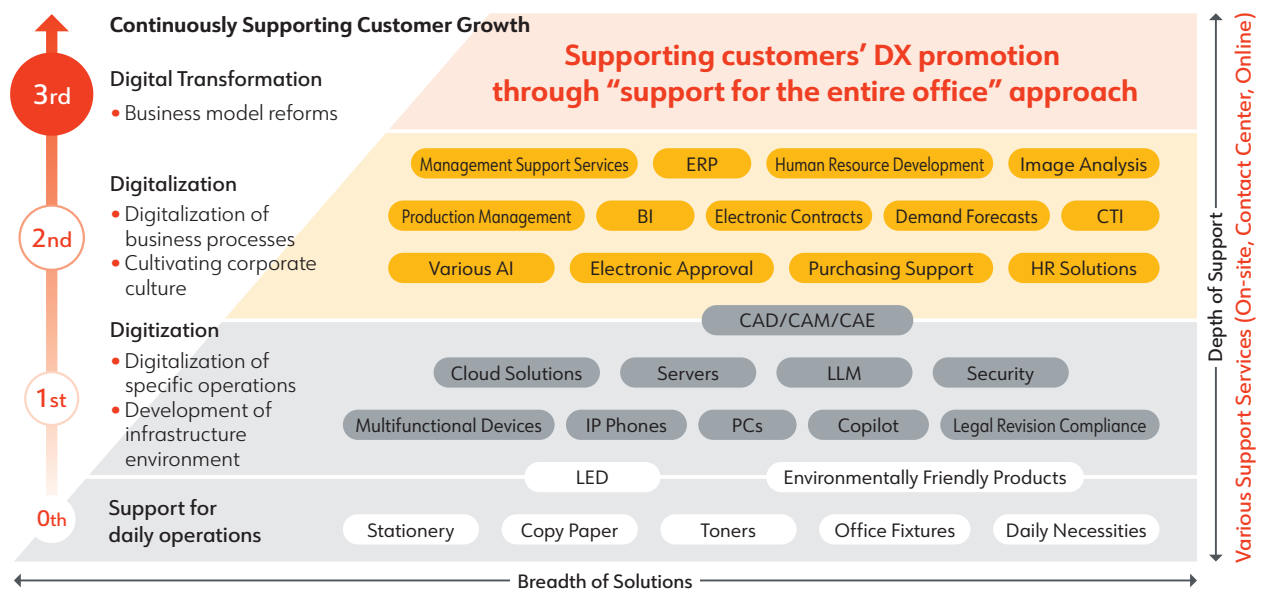 Continuously Supporting Customer Growth
Supporting customers’ DX promotion
through “support for the entire office” approach
3rd
Digital Transformation
• Business model reforms
Management Support Services
ERP
Human Resource Development
Image Analysis
2nd
Digitalization
• Digitalization of
business processes
• Cultivating corporate
culture
Production Management
BI
Electronic Contracts
Demand Forecasts
CTI
Various AI
Electronic Approval
Purchasing Support
HR Solutions
CAD/CAM/CAE
1st
Digitization
• Digitalization of
specific operations
• Development of
infrastructure
environment
Cloud Solutions
Servers
LLM
Security
Multifunctional Devices
IP Phones
PCs
Copilot
Legal Revision Compliance
LED
Environmentally Friendly Products
0th
Support for
daily operations
Stationery
Copy Paper
Toners
Office Fixtures
Daily Necessities
Breadth of Solutions
Depth of Support
Various Support Services (On-site, Contact Center, Online)